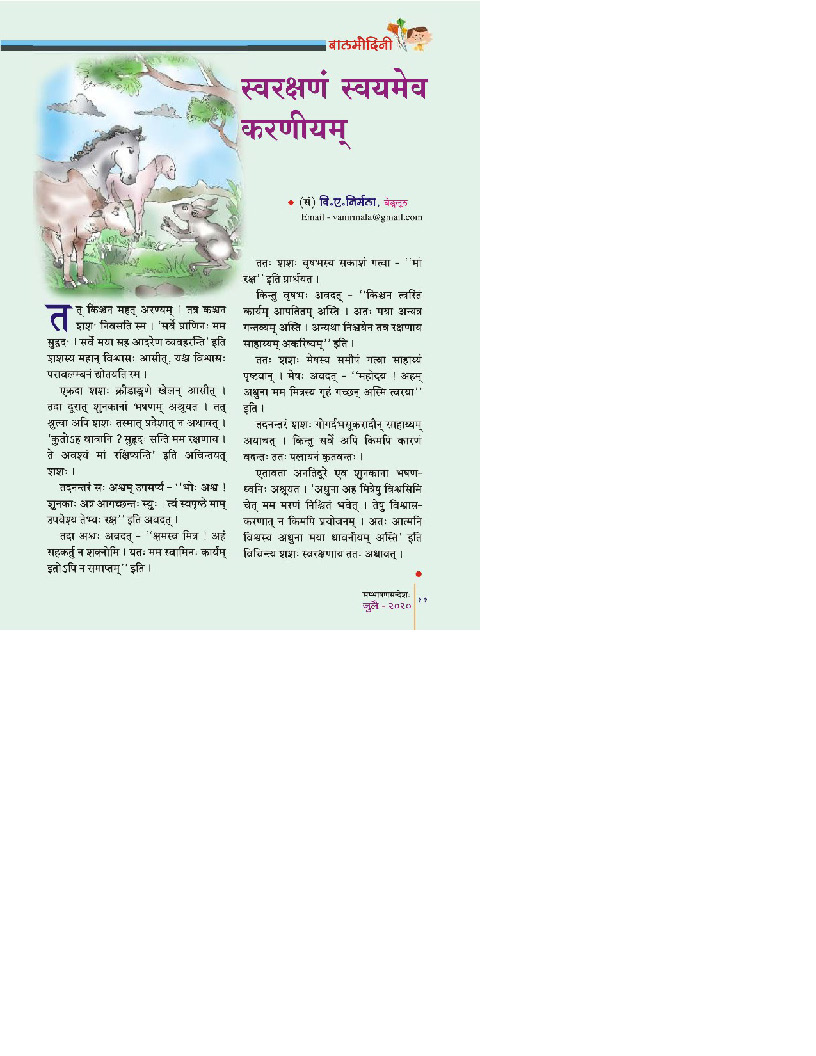 बालमोदिनी
स्वरक्षणं स्वयमेव
करणीयम्
(सं) वि.ए.निर्मला, बेङ्गलूरु
Email - vanirmala@gmail.com
तत् किञ्चन महत् अरण्यम् । तत्र कश्चन
शशः निवसति स्म । 'सर्वे प्राणिनः मम
सुहृदः । सर्वे मया सह आदरेण व्यवहरन्ति' इति
शशस्य महान् विश्वासः आसीत्, यश्च विश्वासः
परावलम्बनं द्योतयति स्म ।
एकदा शशः क्रीडाङ्गणे खेलन् आसीत् ।
तदा दूरात् शुनकानां भषणम् अश्रूयत । तत्
श्रुत्वा अपि शशः तस्मात् प्रदेशात् न अधावत् ।
'कुतोऽहं धावानि ? सुहृदः सन्ति मम रक्षणाय ।
ते अवश्यं मां रक्षिष्यन्ति' इति अचिन्तयत्
शशः ।
तदनन्तरं सः अश्वम् उपसर्प्य - ''भोः अश्व !
शुनकाः अत्र आगच्छन्तः स्युः । त्वं स्वपृष्ठे माम्
उपवेश्य तेभ्यः रक्ष'' इति अवदत् ।
तदा अश्वः अवदत् - ''क्षमस्व मित्र ! अहं
सहकर्तुं न शक्नोमि । यतः मम स्वामिनः कार्यम्
इतोऽपि न समाप्तम्'' इति ।
ततः शशः वृषभस्य सकाशं गत्वा - ''मां
रक्ष'' इति प्रार्थयत ।
किन्तु वृषभः अवदत् - ''किञ्चन त्वरितं
कार्यम् आपतितम् अस्ति । अतः मया अन्यत्र
गन्तव्यम् अस्ति । अन्यथा निश्चयेन तव रक्षणाय
साहाय्यम् अकरिष्यम्'' इति ।
ततः शशः मेषस्य समीपं गत्वा साहाय्यं
पृष्टवान् । मेषः अवदत् - ''महोदय ! अहम्
अधुना मम मित्रस्य गृहं गच्छन् अस्मि त्वरया''
इति ।
तदनन्तरं शशः गोगर्दभसूकरादीन् साहाय्यम्
अयाचत् । किन्तु सर्वे अपि किमपि कारणं
वदन्तः ततः पलायनं कृतवन्तः ।
एतावता अनतिदूरे एव शुनकानां भषण-
ध्वनिः अश्रूयत । 'अधुना अहं मित्रेषु विश्वसिमि
चेत् मम मरणं निश्चितं भवेत् । तेषु विश्वास-
करणात् न किमपि प्रयोजनम् । अतः आत्मनि
विश्वस्य अधुना मया धावनीयम् अस्ति' इति
विचिन्त्य शशः स्वरक्षणाय ततः अधावत् ।
सम्भाषणसन्देशः
जुलै - २०२०
११